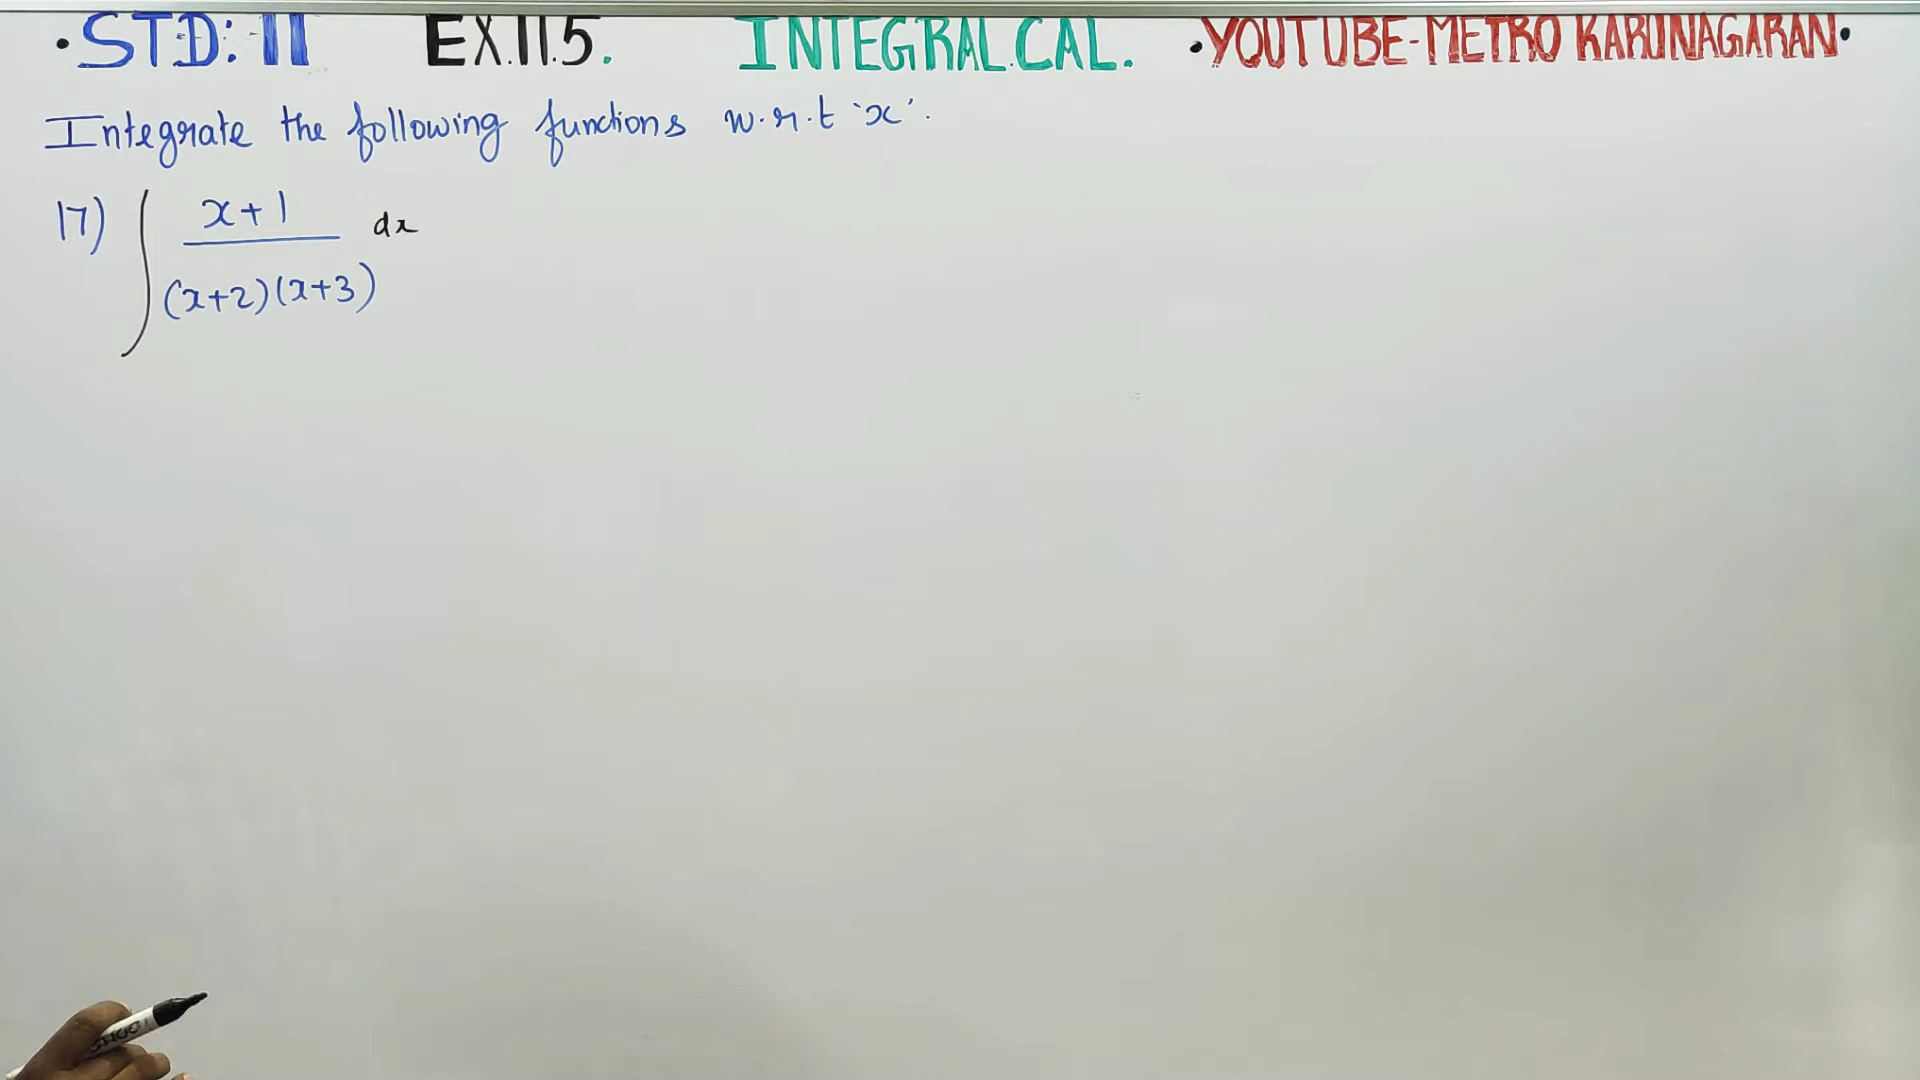 • STD: 11 EX.11.5. INTEGRAL.CAL. • YOUTUBE-METRO KARUNAGARAN •
Integrate the following functions w.r.t 'x'.
17) ∫ x+1 dx
(x+2)(x+3)